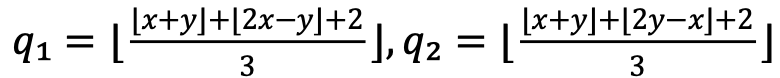 q₁ = ⌊(⌊x+y⌋+⌊2x−y⌋+2)/3⌋, q₂ = ⌊(⌊x+y⌋+⌊2y−x⌋+2)/3⌋